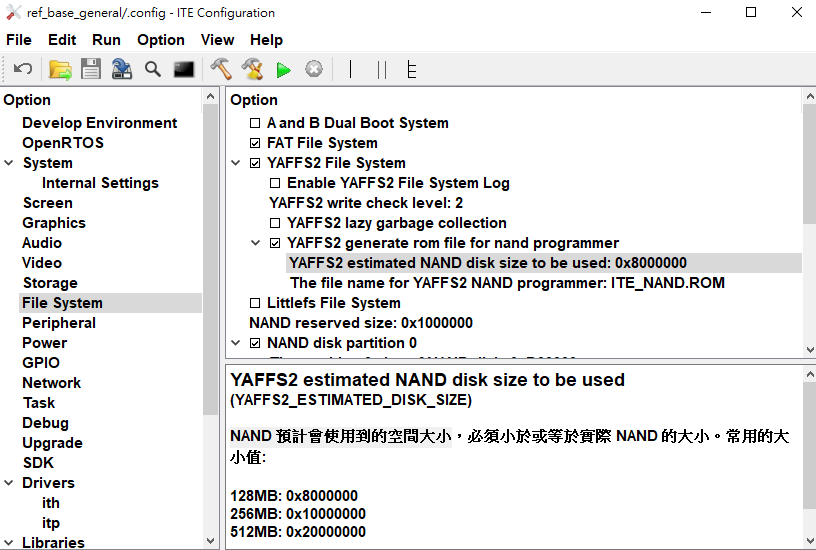 ref_base_general/.config - ITE Configuration
File Edit Run Option View Help
Option
Develop Environment
OpenRTOS
System
Internal Settings
Screen
Graphics
Audio
Video
Storage
File System
Peripheral
Power
GPIO
Network
Task
Debug
Upgrade
SDK
Drivers
ith
itp
Libraries
Option
A and B Dual Boot System
FAT File System
YAFFS2 File System
Enable YAFFS2 File System Log
YAFFS2 write check level: 2
YAFFS2 lazy garbage collection
YAFFS2 generate rom file for nand programmer
YAFFS2 estimated NAND disk size to be used: 0x8000000
The file name for YAFFS2 NAND programmer: ITE_NAND.ROM
Littlefs File System
NAND reserved size: 0x1000000
NAND disk partition 0
YAFFS2 estimated NAND disk size to be used
(YAFFS2_ESTIMATED_DISK_SIZE)
NAND 預計會使用到的空間大小，必須小於或等於實際 NAND 的大小。常用的大
小值:
128MB: 0x8000000
256MB: 0x10000000
512MB: 0x20000000